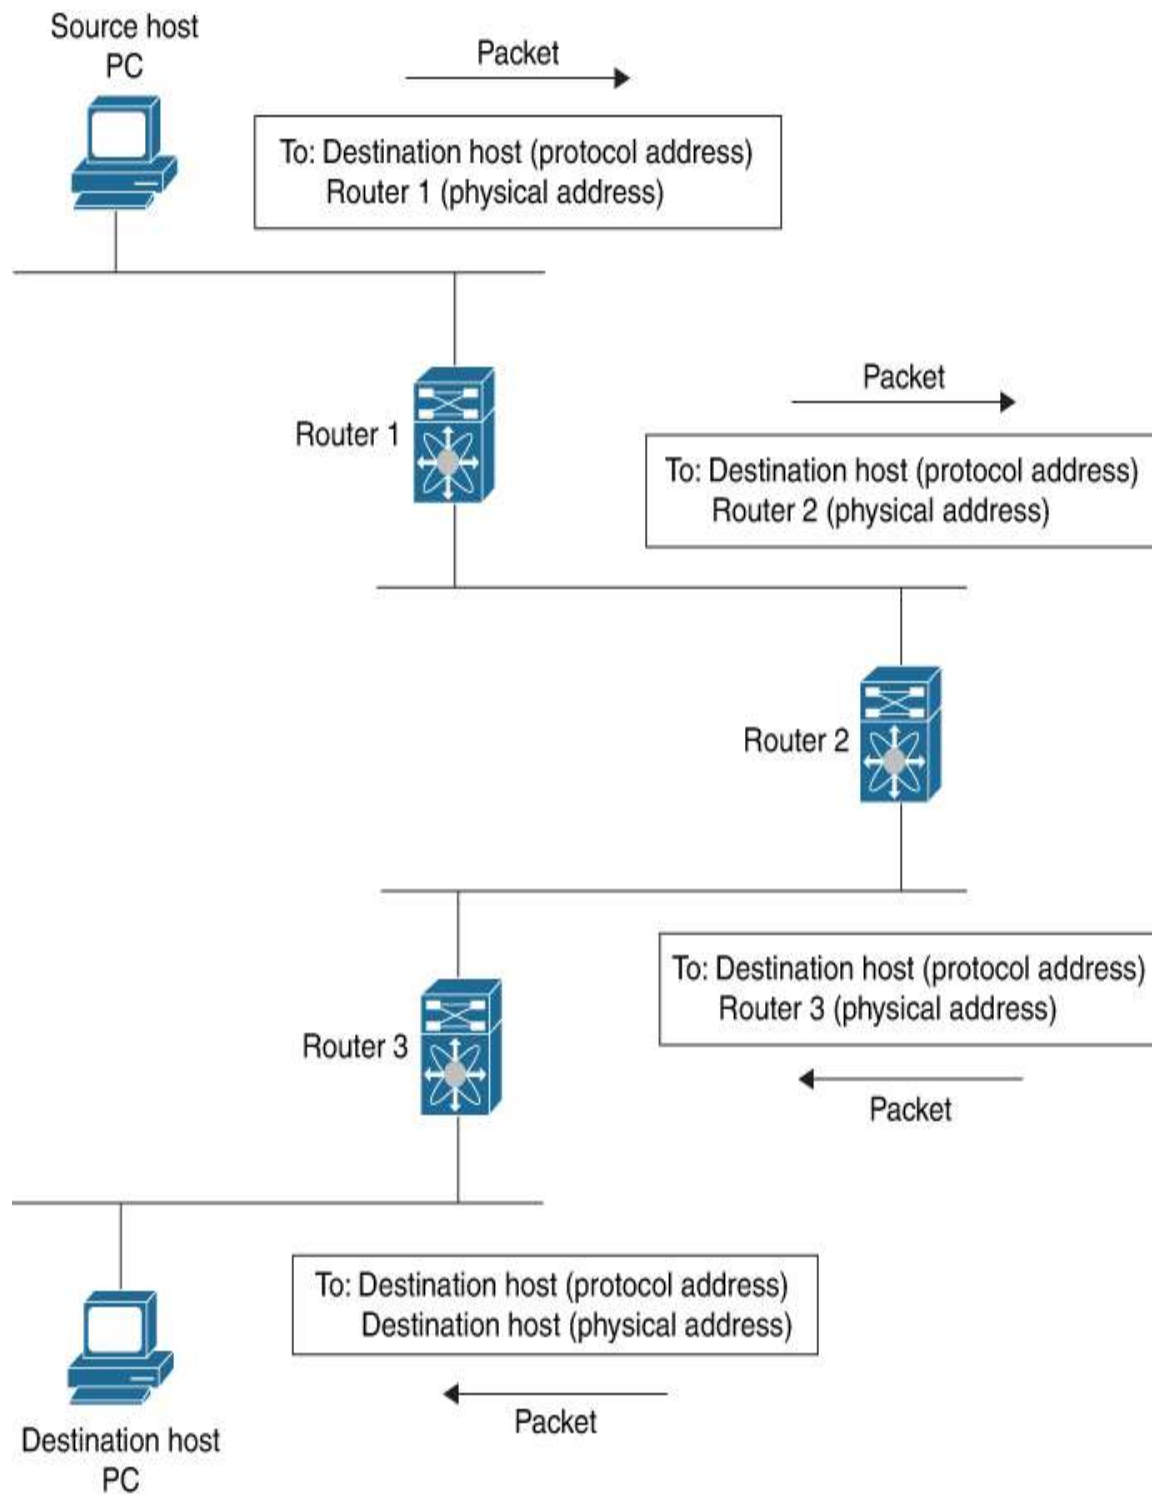 Source host
PC
Packet
To: Destination host (protocol address)
Router 1 (physical address)
Router 1
Packet
To: Destination host (protocol address)
Router 2 (physical address)
Router 2
To: Destination host (protocol address)
Router 3 (physical address)
Router 3
Packet
To: Destination host (protocol address)
Destination host (physical address)
Packet
Destination host
PC